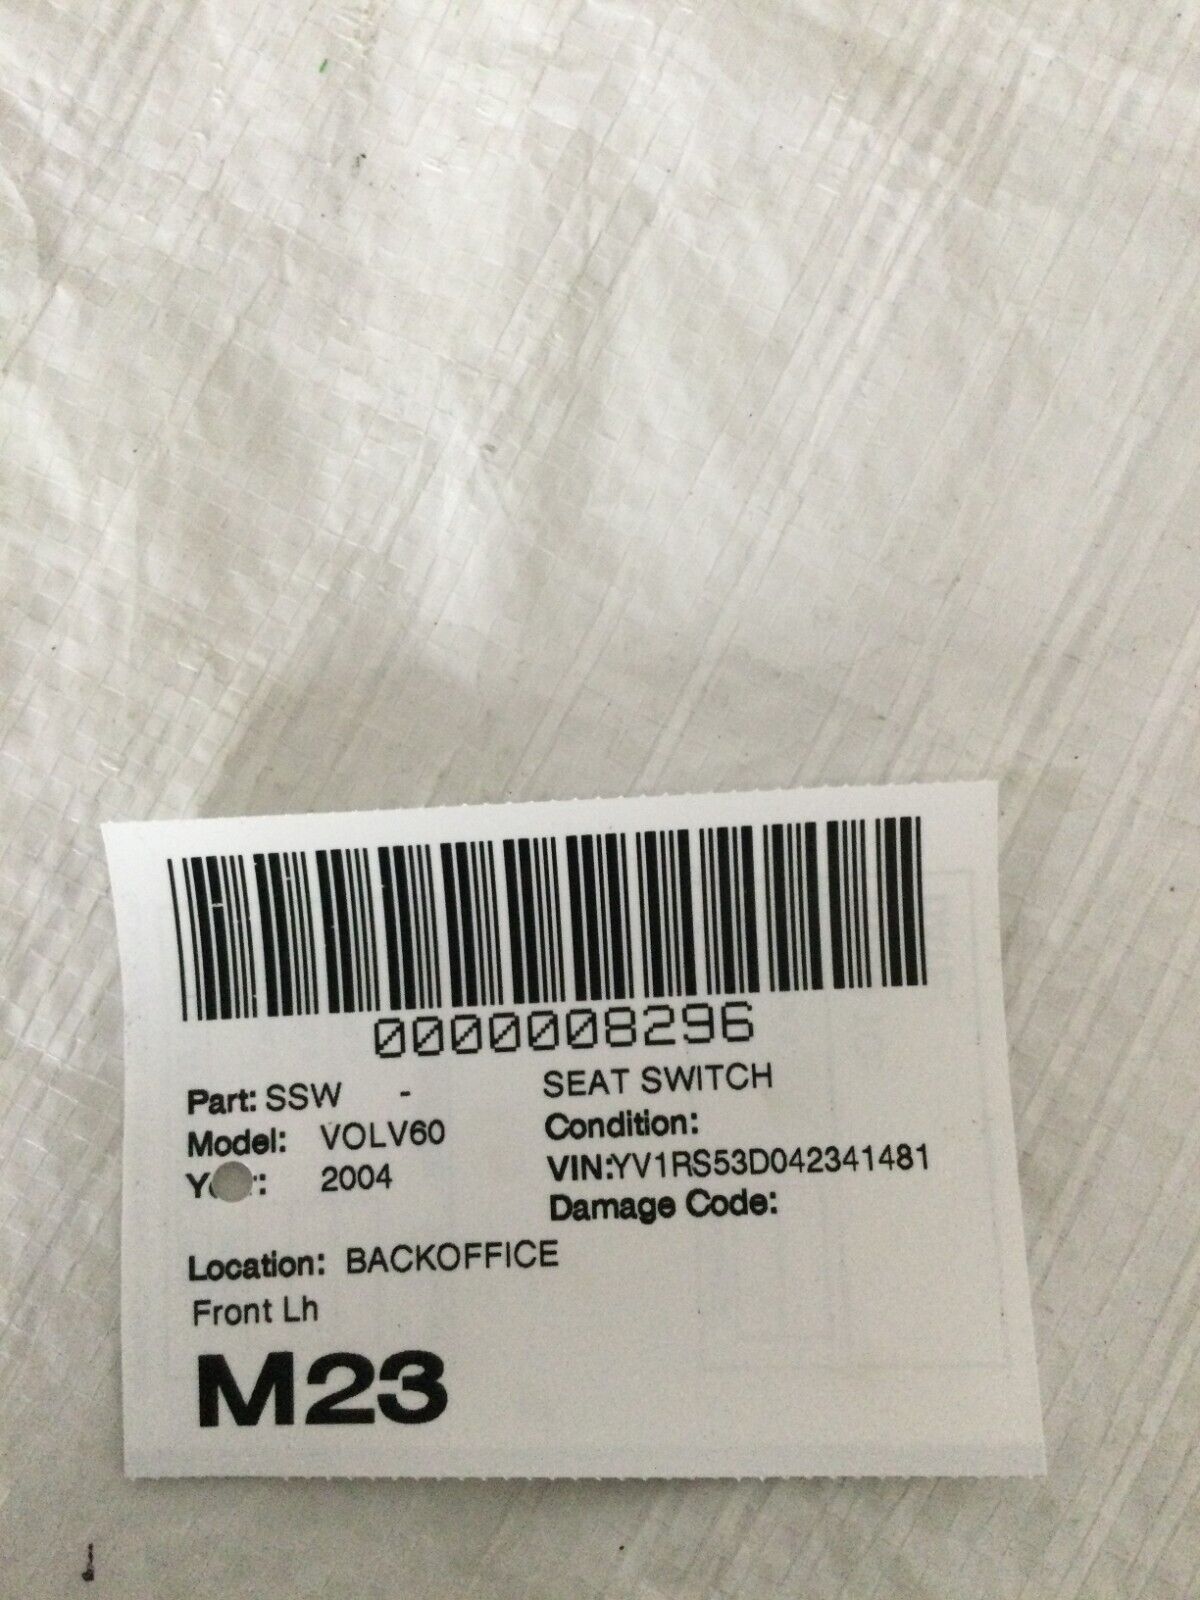 0000008296
Part: SSW - SEAT SWITCH
Model: VOLV60 Condition:
2004 VIN:YV1RS53D042341481
Damage Code:
Location: BACKOFFICE
Front Lh
M23